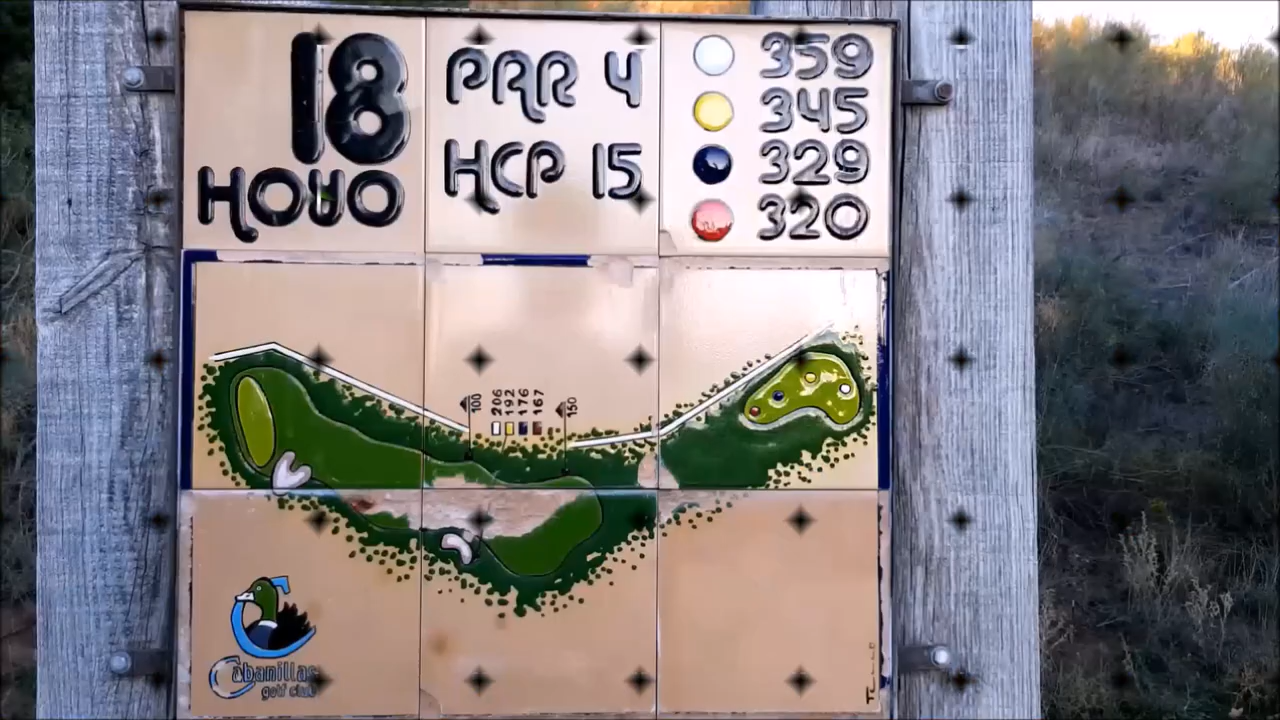 18
HOYO
PAR 4
HCP 15
359
345
329
320
100
206
192
176
167
150
Cabanillas
golf club
TELLO